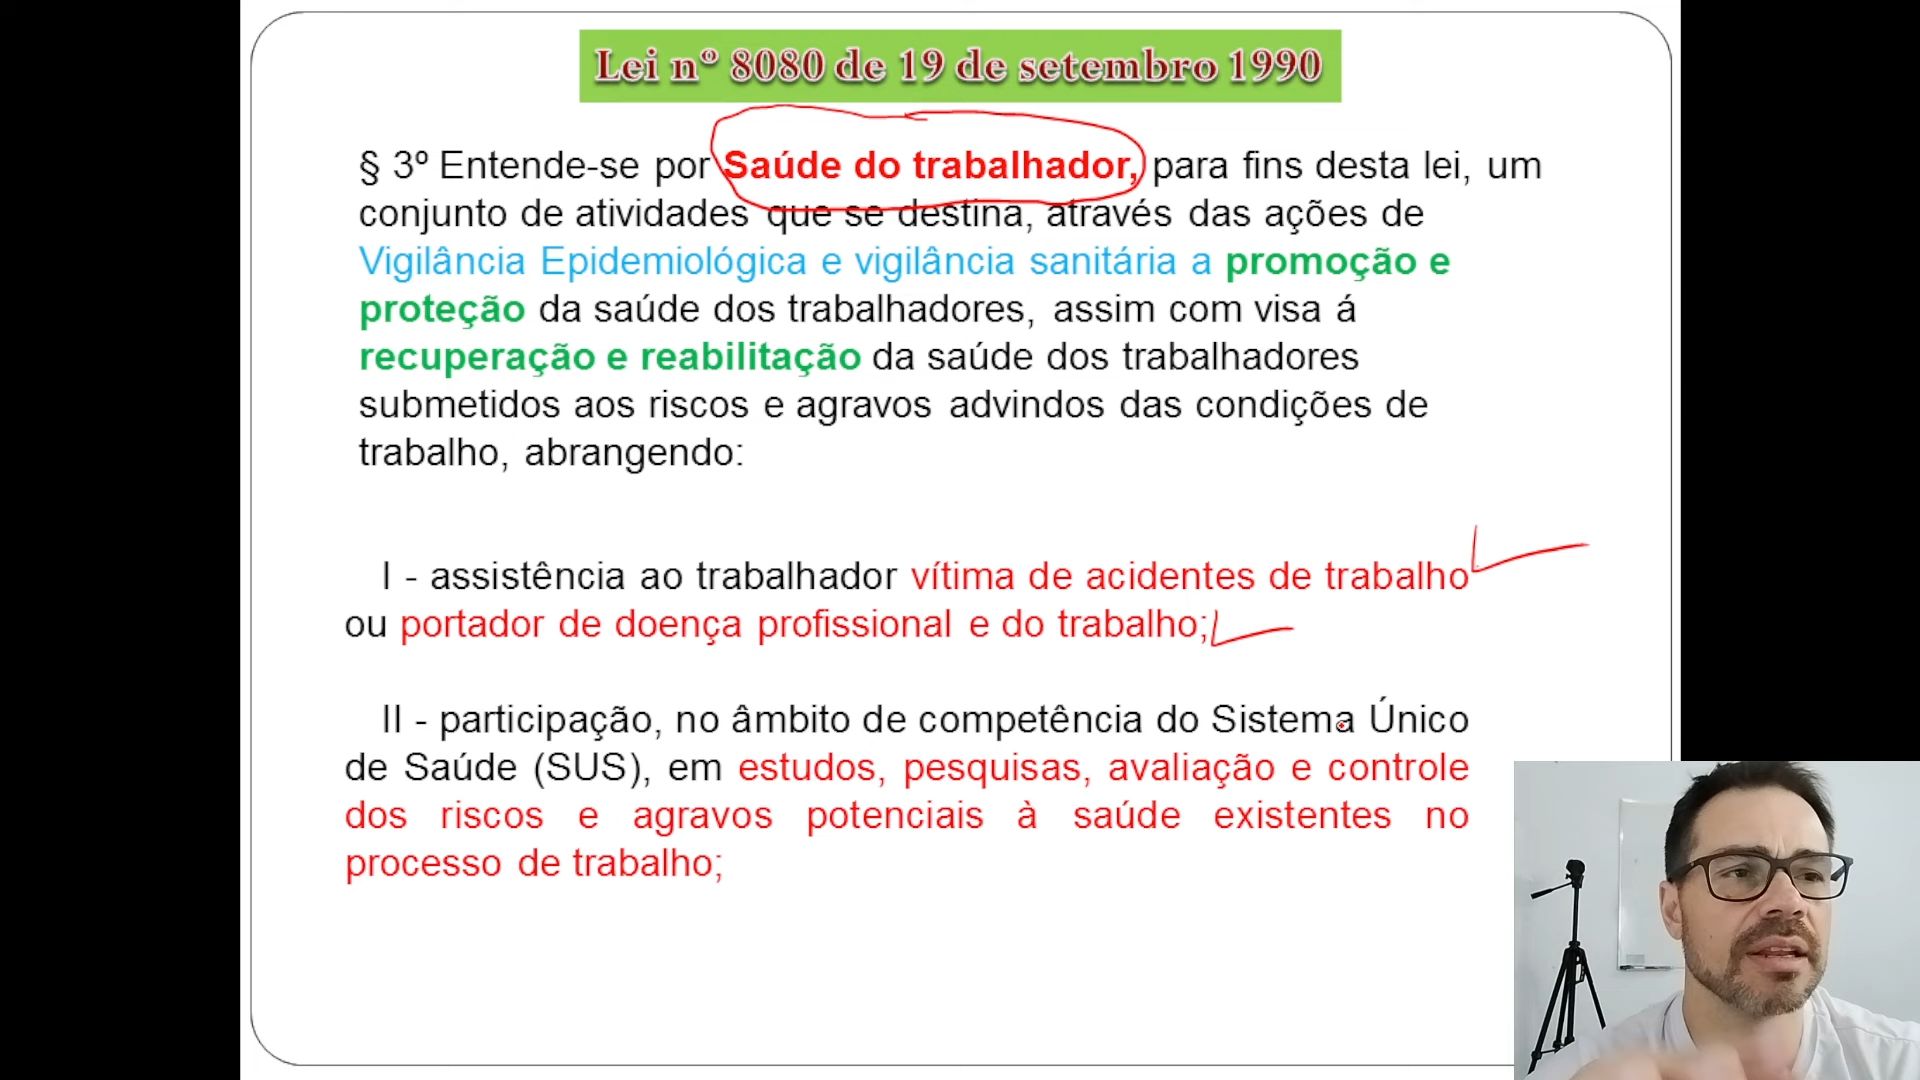 Lei nº 8080 de 19 de setembro 1990
§ 3º Entende-se por Saúde do trabalhador, para fins desta lei, um
conjunto de atividades que se destina, através das ações de
Vigilância Epidemiológica e vigilância sanitária a promoção e
proteção da saúde dos trabalhadores, assim com visa á
recuperação e reabilitação da saúde dos trabalhadores
submetidos aos riscos e agravos advindos das condições de
trabalho, abrangendo:
I - assistência ao trabalhador vítima de acidentes de trabalho
ou portador de doença profissional e do trabalho;
II - participação, no âmbito de competência do Sistema Único
de Saúde (SUS), em estudos, pesquisas, avaliação e controle
dos riscos e agravos potenciais à saúde existentes no
processo de trabalho;